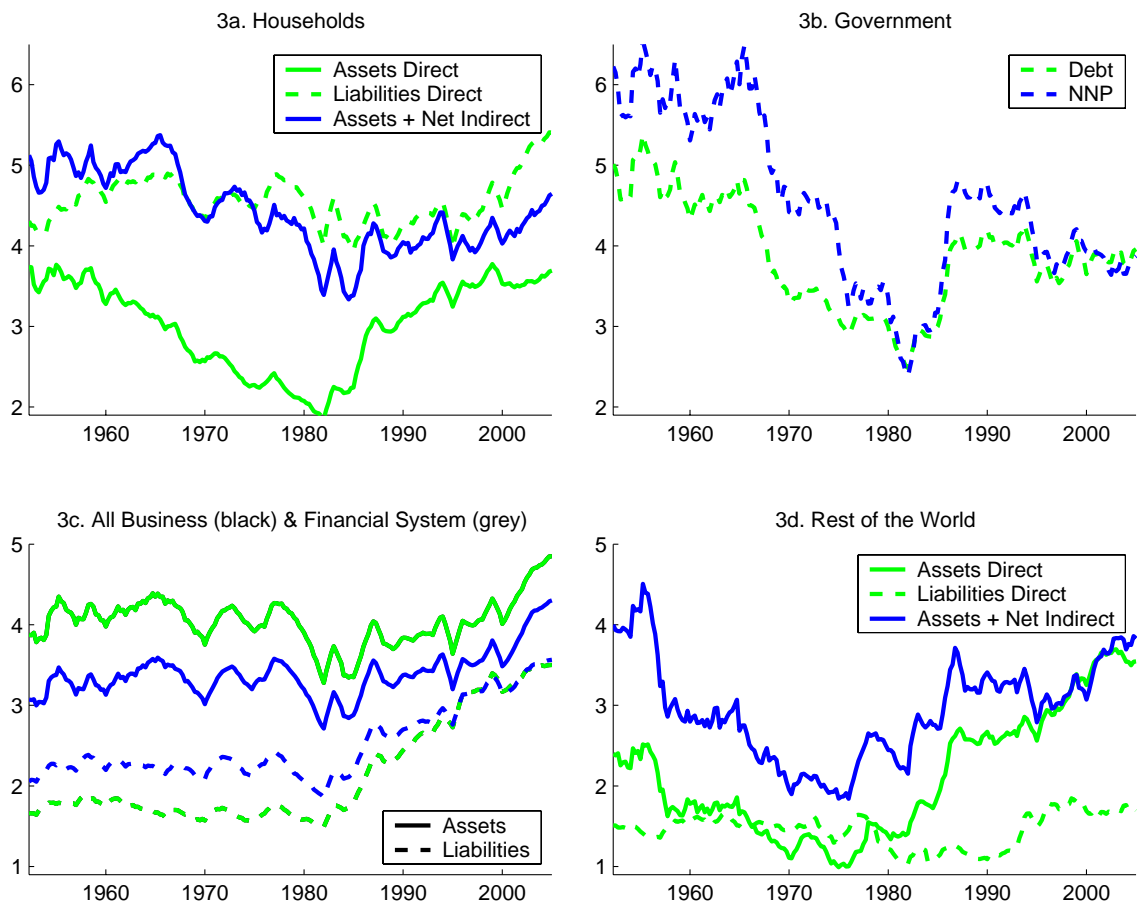 3a. Households
6
5
4
3
2
Assets Direct
Liabilities Direct
Assets + Net Indirect
1960 1970 1980 1990 2000
3b. Government
6
5
4
3
2
Debt
NNP
1960 1970 1980 1990 2000
3c. All Business (black) & Financial System (grey)
5
4
3
2
1
Assets
Liabilities
1960 1970 1980 1990 2000
3d. Rest of the World
5
4
3
2
1
Assets Direct
Liabilities Direct
Assets + Net Indirect
1960 1970 1980 1990 2000